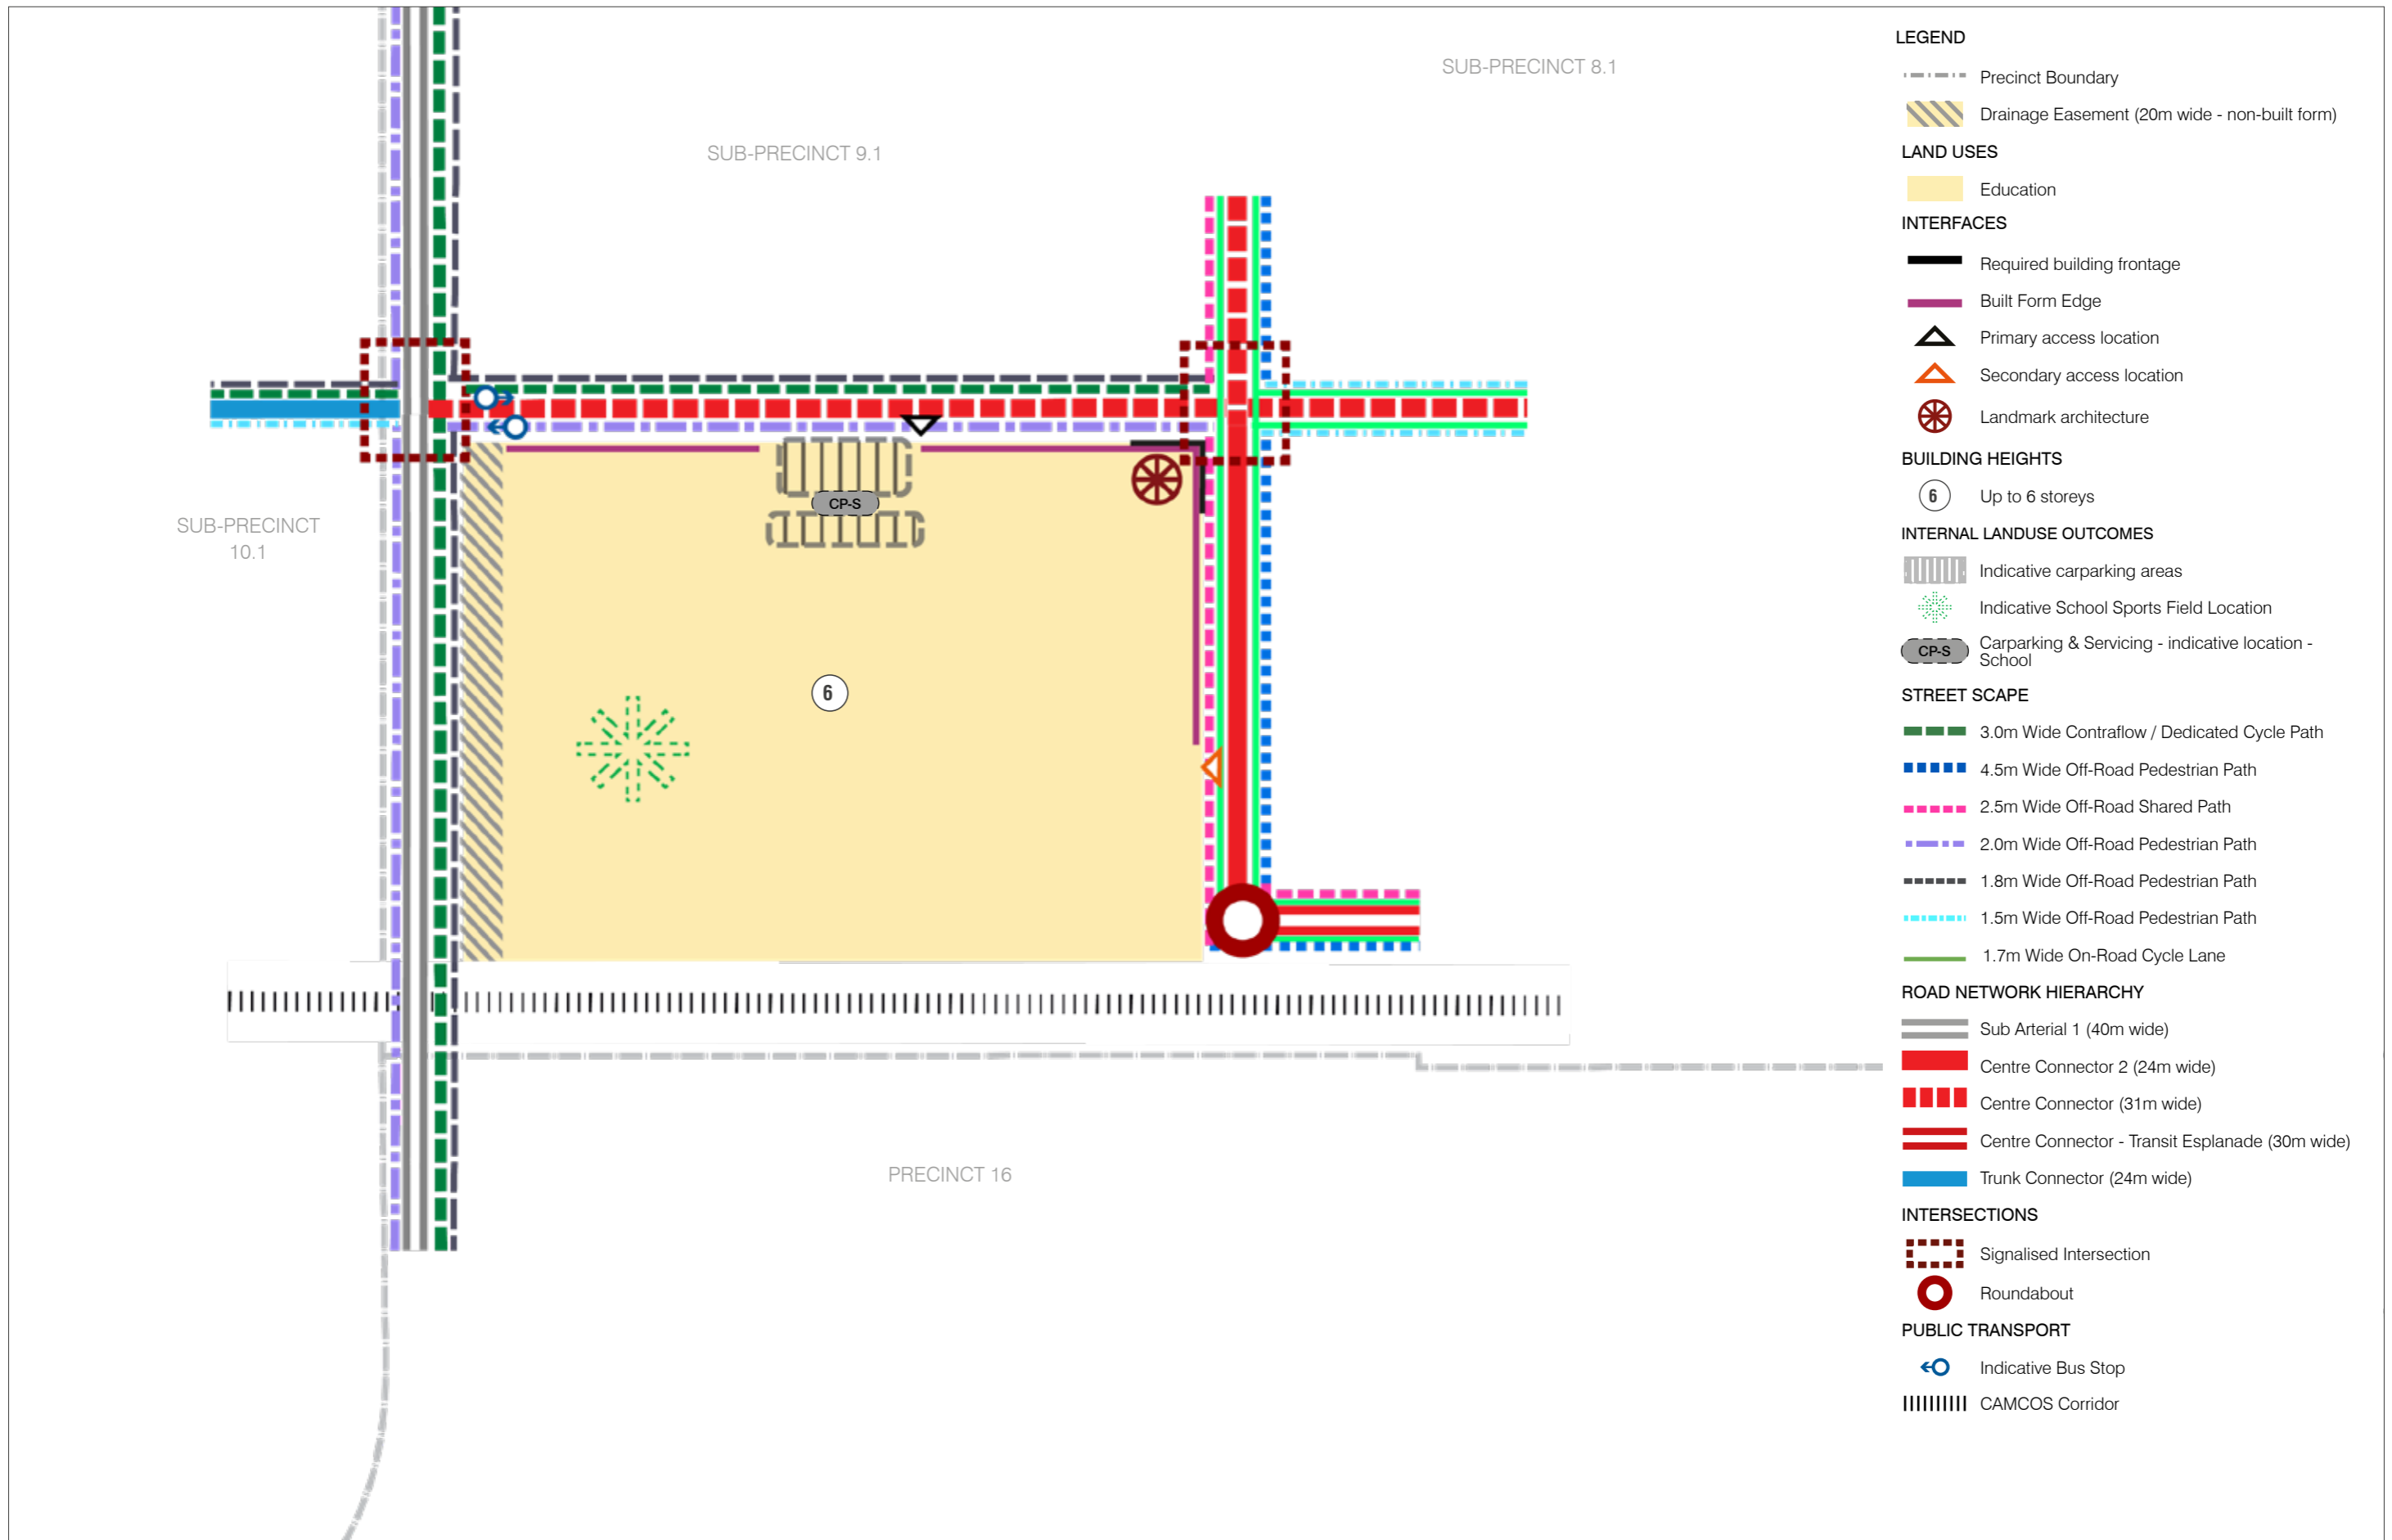 SUB-PRECINCT 8.1
SUB-PRECINCT 9.1
SUB-PRECINCT
10.1
CP-S
6
PRECINCT 16
LEGEND
Precinct Boundary
Drainage Easement (20m wide - non-built form)
LAND USES
Education
INTERFACES
Required building frontage
Built Form Edge
Primary access location
Secondary access location
Landmark architecture
BUILDING HEIGHTS
6 Up to 6 storeys
INTERNAL LANDUSE OUTCOMES
Indicative carparking areas
Indicative School Sports Field Location
CP-S Carparking & Servicing - indicative location -
School
STREET SCAPE
3.0m Wide Contraflow / Dedicated Cycle Path
4.5m Wide Off-Road Pedestrian Path
2.5m Wide Off-Road Shared Path
2.0m Wide Off-Road Pedestrian Path
1.8m Wide Off-Road Pedestrian Path
1.5m Wide Off-Road Pedestrian Path
1.7m Wide On-Road Cycle Lane
ROAD NETWORK HIERARCHY
Sub Arterial 1 (40m wide)
Centre Connector 2 (24m wide)
Centre Connector (31m wide)
Centre Connector - Transit Esplanade (30m wide)
Trunk Connector (24m wide)
INTERSECTIONS
Signalised Intersection
Roundabout
PUBLIC TRANSPORT
Indicative Bus Stop
CAMCOS Corridor